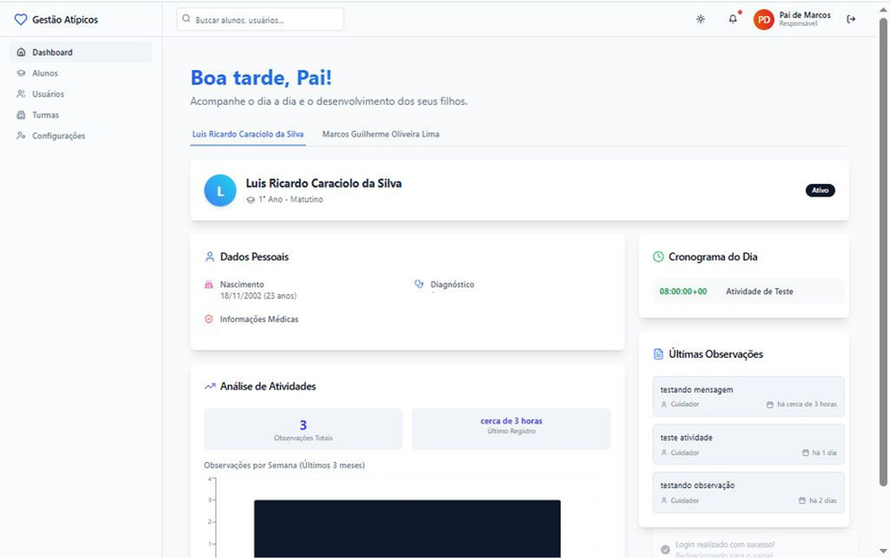 Gestão Atípicos
Buscar alunos, usuários...
PD
Pai de Marcos
Responsável
Dashboard
Alunos
Usuários
Turmas
Configurações
Boa tarde, Pai!
Acompanhe o dia a dia e o desenvolvimento dos seus filhos.
Luis Ricardo Caraciolo da Silva
Marcos Guilherme Oliveira Lima
L
Luis Ricardo Caraciolo da Silva
1° Ano - Matutino
Ativo
Dados Pessoais
Nascimento
18/11/2002 (23 anos)
Diagnóstico
-
Informações Médicas
Cronograma do Dia
08:00:00+00 Atividade de Teste
Análise de Atividades
3
Observações Totais
cerca de 3 horas
Último Registro
Observações por Semana (Últimos 3 meses)
4
3
2
1
Últimas Observações
testando mensagem
Cuidador há cerca de 3 horas
teste atividade
Cuidador há 1 dia
testando observação
Cuidador há 2 dias
Login realizado com sucesso!
Redirecionando para o painel